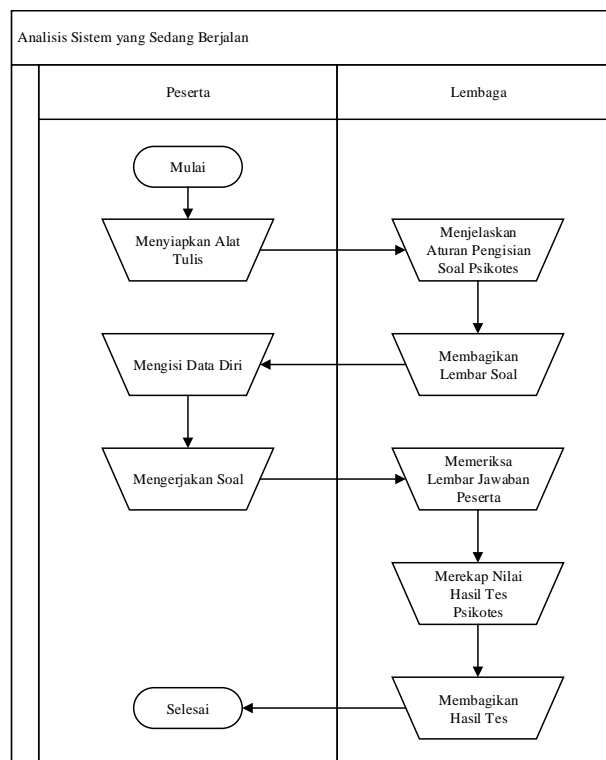 Analisis Sistem yang Sedang Berjalan
Peserta
Lembaga
Mulai
Menyiapkan Alat
Tulis
Menjelaskan
Aturan Pengisian
Soal Psikotes
Membagikan
Lembar Soal
Mengisi Data Diri
Mengerjakan Soal
Memeriksa
Lembar Jawaban
Peserta
Merekap Nilai
Hasil Tes
Psikotes
Membagikan
Hasil Tes
Selesai